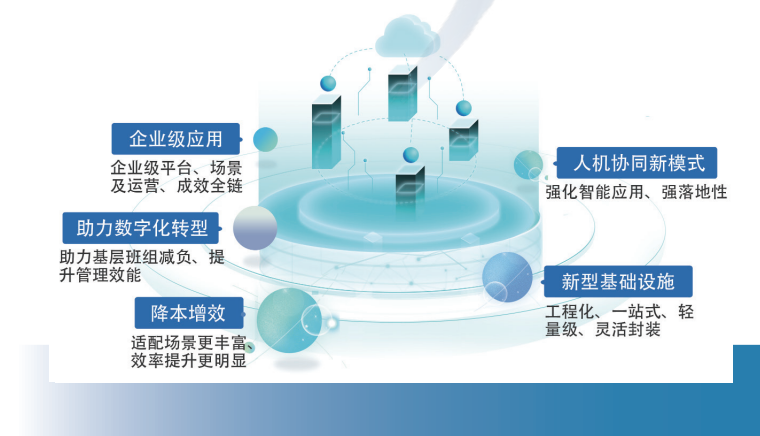 企业级应用
企业级平台、场景
及运营、成效全链
助力数字化转型
助力基层班组减负、提
升管理效能
降本增效
适配场景更丰富
效率提升更明显
人机协同新模式
强化智能应用、强落地性
新型基础设施
工程化、一站式、轻
量级、灵活封装